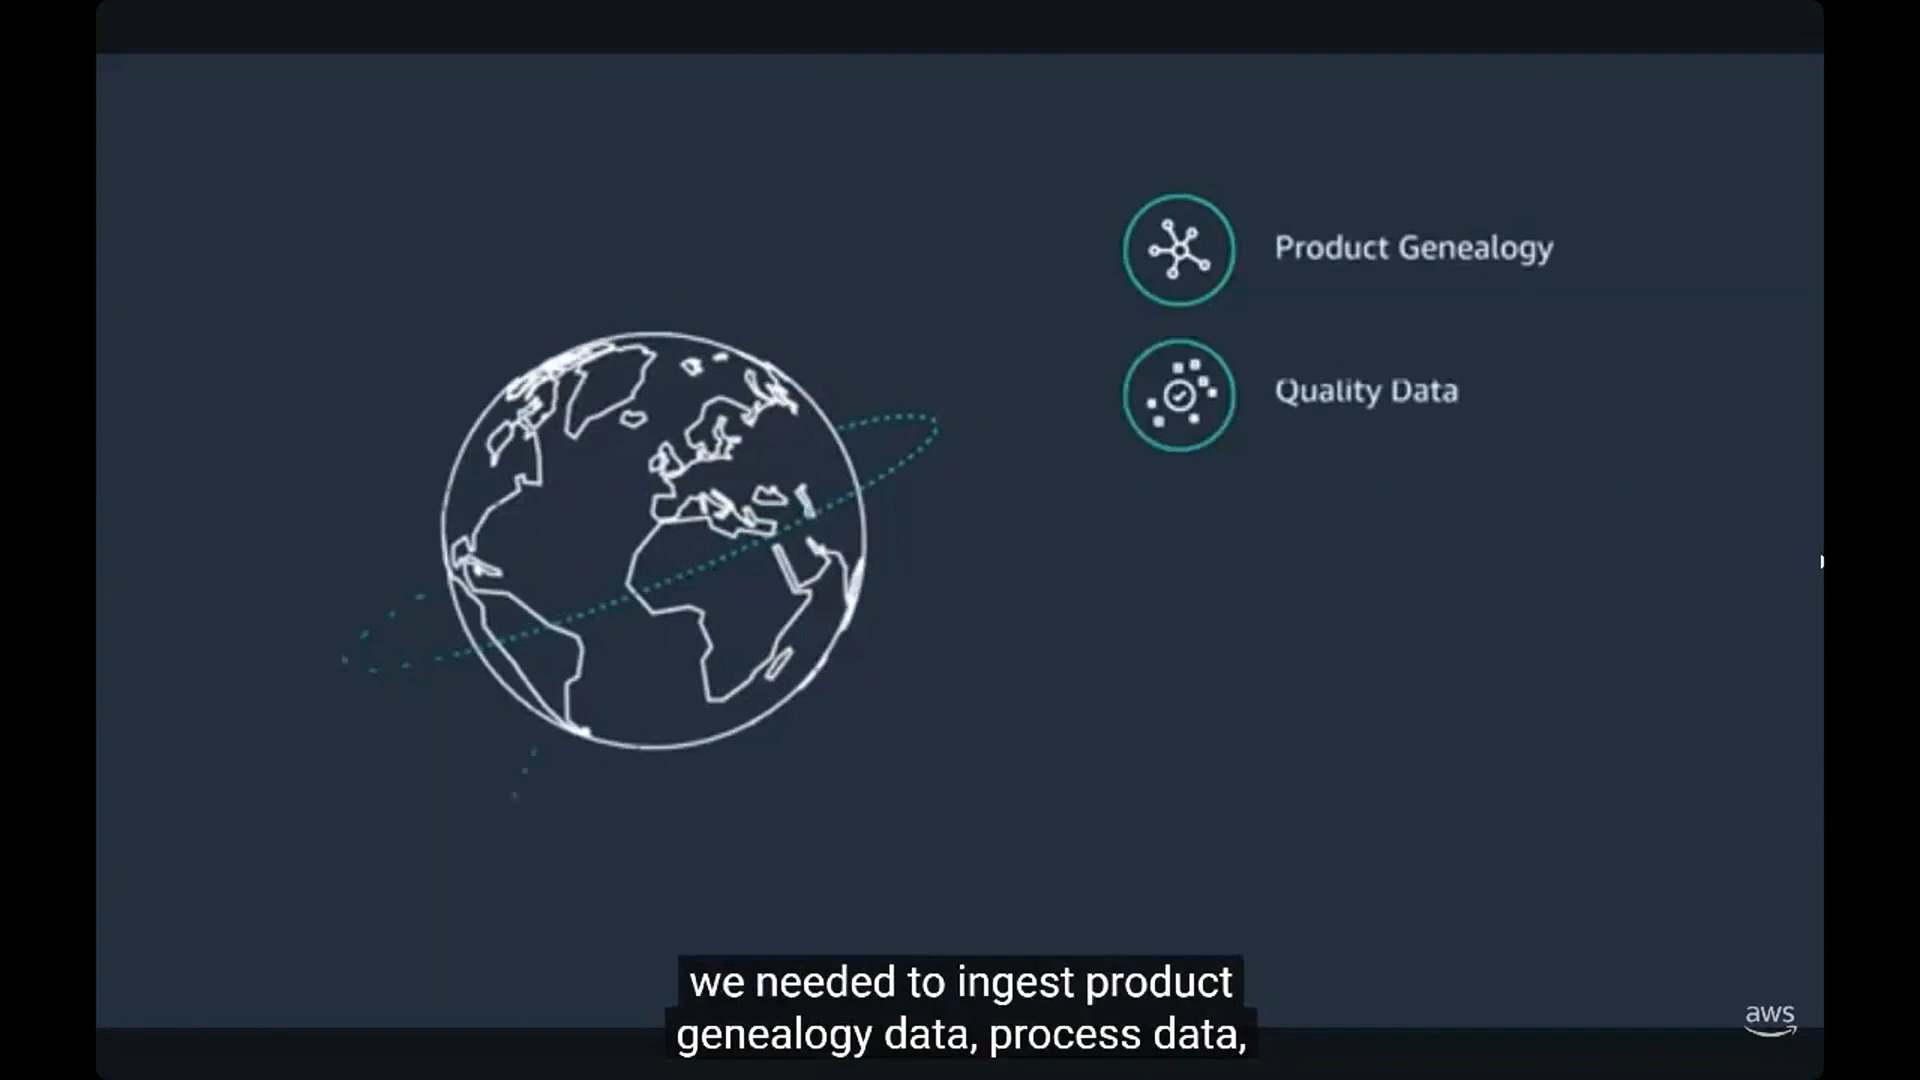 Product Genealogy
Quality Data
we needed to ingest product
genealogy data, process data,
aws